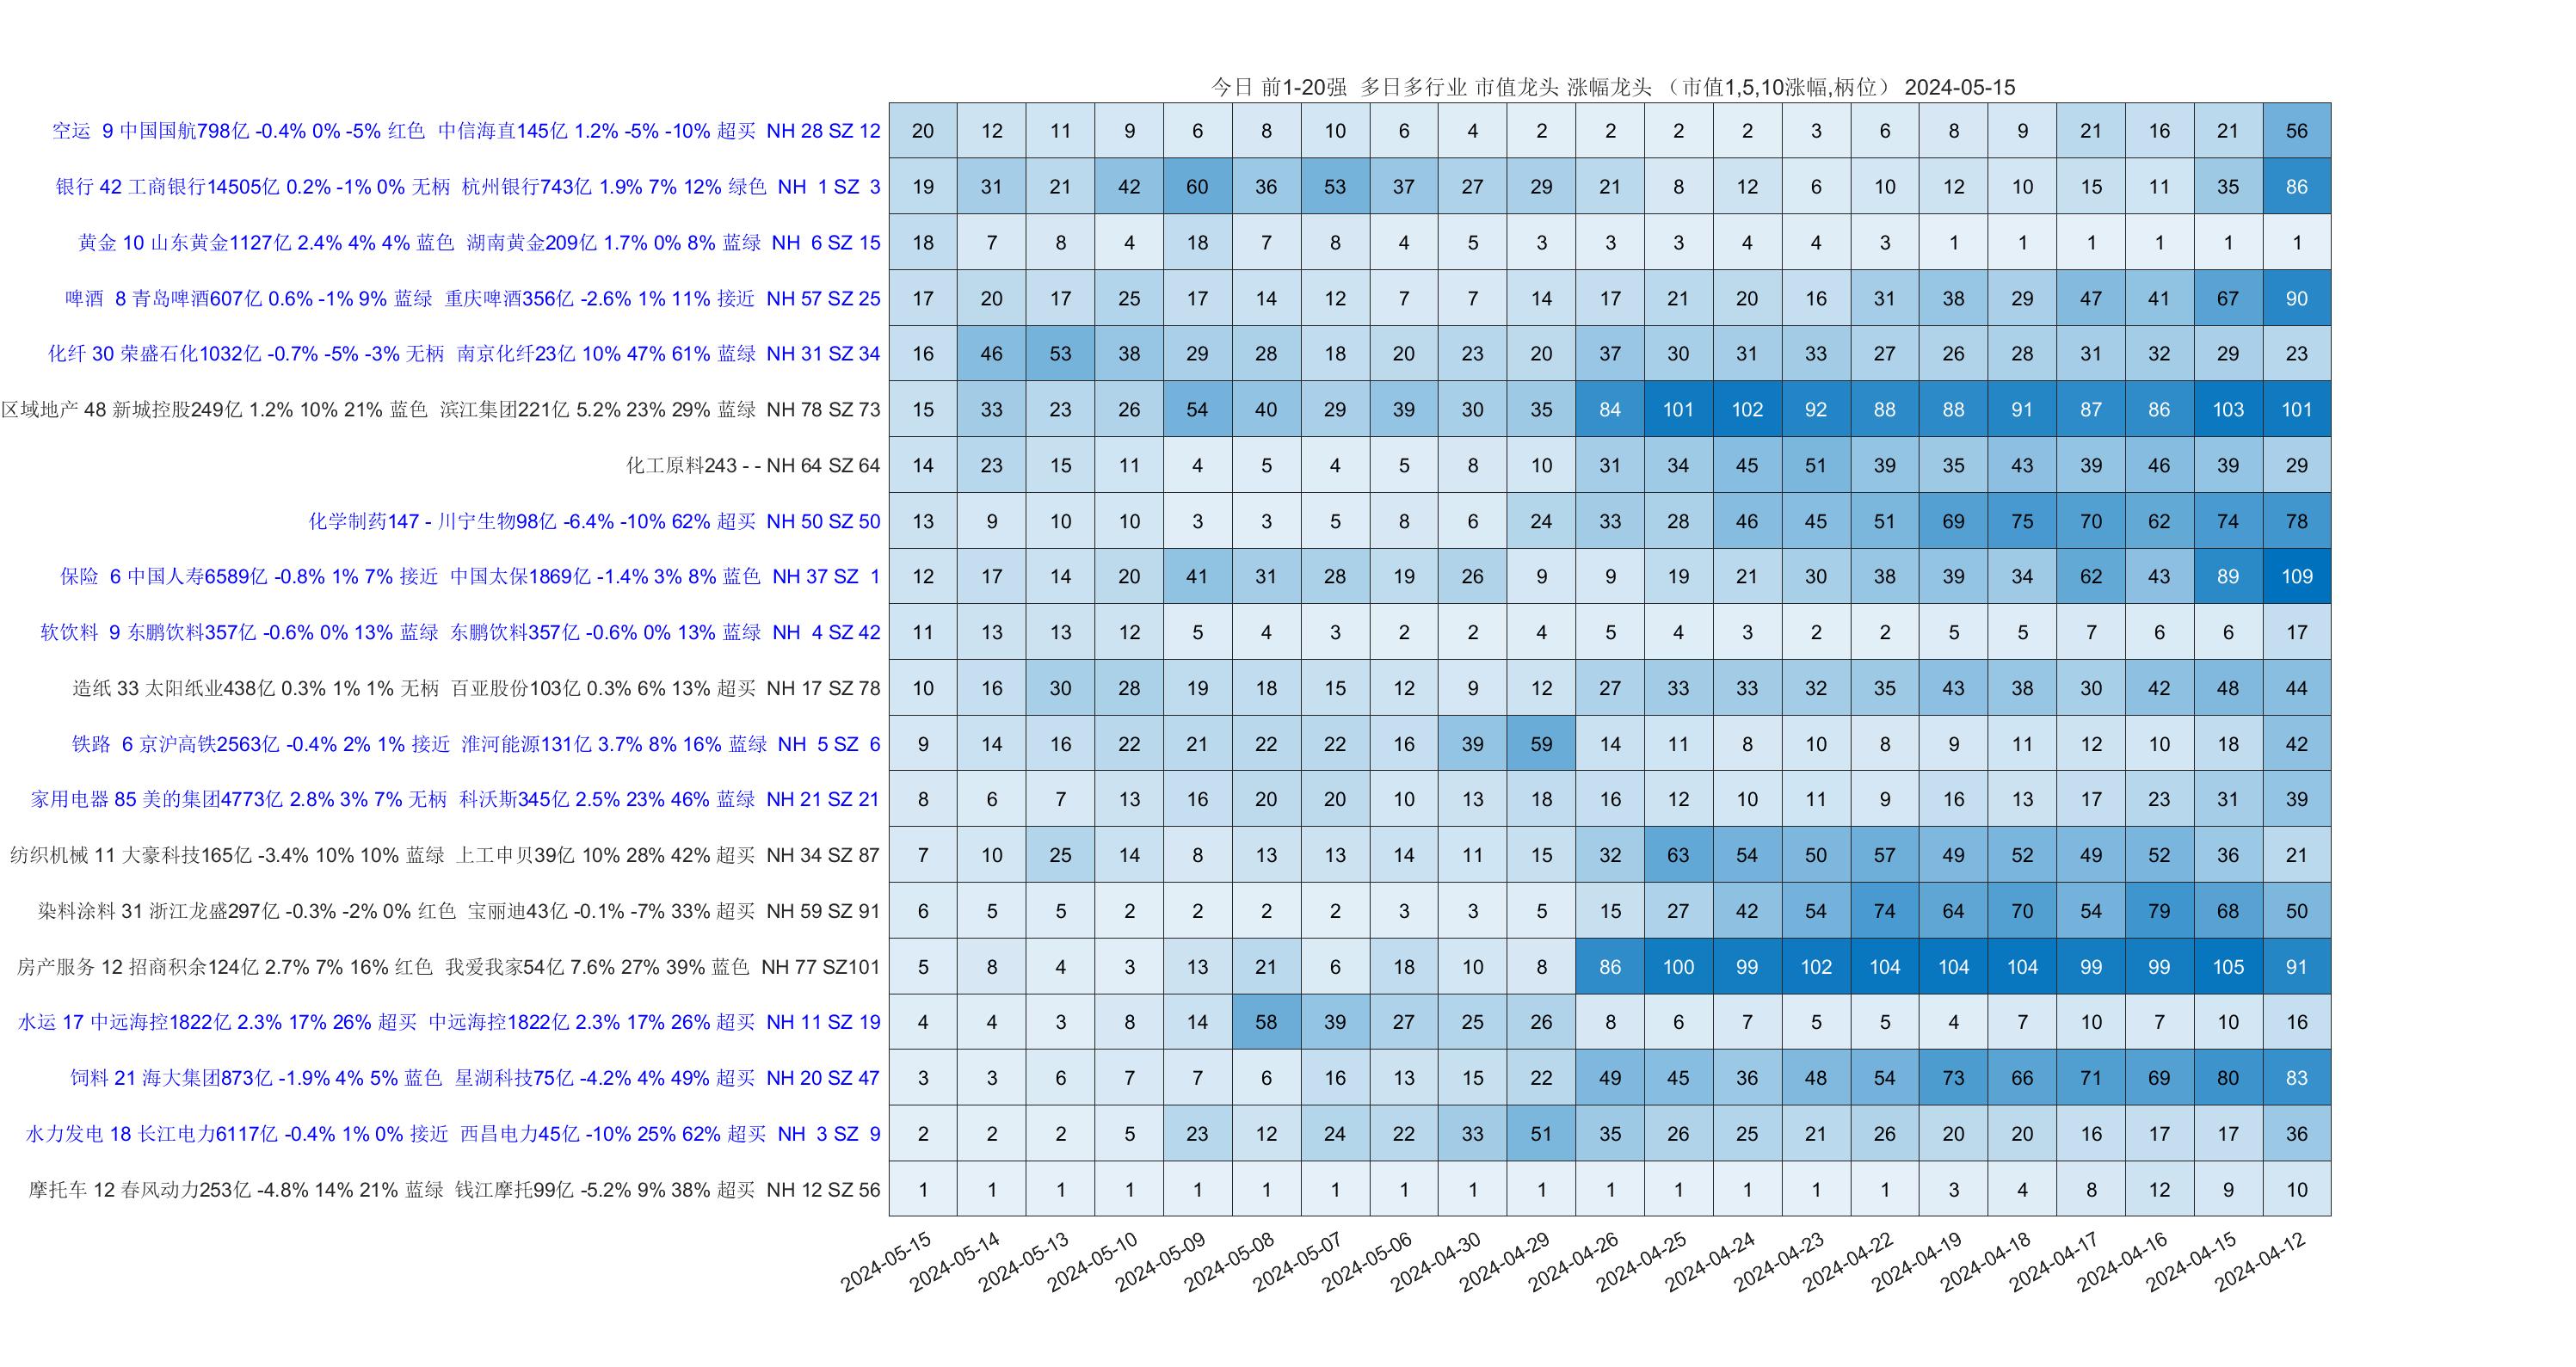 今日 前1-20强 多日多行业 市值龙头 涨幅龙头 （市值1,5,10涨幅,柄位） 2024-05-15
空运 9 中国国航798亿 -0.4% 0% -5% 红色 中信海直145亿 1.2% -5% -10% 超买 NH 28 SZ 12 20 12 11 9 6 8 10 6 4 2 2 2 2 3 6 8 9 21 16 21 56
银行 42 工商银行14505亿 0.2% -1% 0% 无柄 杭州银行743亿 1.9% 7% 12% 绿色 NH 1 SZ 3 19 31 21 42 60 36 53 37 27 29 21 8 12 6 10 12 10 15 11 35 86
黄金 10 山东黄金1127亿 2.4% 4% 4% 蓝色 湖南黄金209亿 1.7% 0% 8% 蓝绿 NH 6 SZ 15 18 7 8 4 18 7 8 4 5 3 3 3 4 4 3 1 1 1 1 1 1
啤酒 8 青岛啤酒607亿 0.6% -1% 9% 蓝绿 重庆啤酒356亿 -2.6% 1% 11% 接近 NH 57 SZ 25 17 20 17 25 17 14 12 7 7 14 17 21 20 16 31 38 29 47 41 67 90
化纤 30 荣盛石化1032亿 -0.7% -5% -3% 无柄 南京化纤23亿 10% 47% 61% 蓝绿 NH 31 SZ 34 16 46 53 38 29 28 18 20 23 20 37 30 31 33 27 26 28 31 32 29 23
区域地产 48 新城控股249亿 1.2% 10% 21% 蓝色 滨江集团221亿 5.2% 23% 29% 蓝绿 NH 78 SZ 73 15 33 23 26 54 40 29 39 30 35 84 101 102 92 88 88 91 87 86 103 101
化工原料243 - - NH 64 SZ 64 14 23 15 11 4 5 4 5 8 10 31 34 45 51 39 35 43 39 46 39 29
化学制药147 - 川宁生物98亿 -6.4% -10% 62% 超买 NH 50 SZ 50 13 9 10 10 3 3 5 8 6 24 33 28 46 45 51 69 75 70 62 74 78
保险 6 中国人寿6589亿 -0.8% 1% 7% 接近 中国太保1869亿 -1.4% 3% 8% 蓝色 NH 37 SZ 1 12 17 14 20 41 31 28 19 26 9 9 19 21 30 38 39 34 62 43 89 109
软饮料 9 东鹏饮料357亿 -0.6% 0% 13% 蓝绿 东鹏饮料357亿 -0.6% 0% 13% 蓝绿 NH 4 SZ 42 11 13 13 12 5 4 3 2 2 4 5 4 3 2 2 5 5 7 6 6 17
造纸 33 太阳纸业438亿 0.3% 1% 1% 无柄 百亚股份103亿 0.3% 6% 13% 超买 NH 17 SZ 78 10 16 30 28 19 18 15 12 9 12 27 33 33 32 35 43 38 30 42 48 44
铁路 6 京沪高铁2563亿 -0.4% 2% 1% 接近 淮河能源131亿 3.7% 8% 16% 蓝绿 NH 5 SZ 6 9 14 16 22 21 22 22 16 39 59 14 11 8 10 8 9 11 12 10 18 42
家用电器 85 美的集团4773亿 2.8% 3% 7% 无柄 科沃斯345亿 2.5% 23% 46% 蓝绿 NH 21 SZ 21 8 6 7 13 16 20 20 10 13 18 16 12 10 11 9 16 13 17 23 31 39
纺织机械 11 大豪科技165亿 -3.4% 10% 10% 蓝绿 上工申贝39亿 10% 28% 42% 超买 NH 34 SZ 87 7 10 25 14 8 13 13 14 11 15 32 63 54 50 57 49 52 49 52 36 21
染料涂料 31 浙江龙盛297亿 -0.3% -2% 0% 红色 宝丽迪43亿 -0.1% -7% 33% 超买 NH 59 SZ 91 6 5 5 2 2 2 2 3 3 5 15 27 42 54 74 64 70 54 79 68 50
房产服务 12 招商积余124亿 2.7% 7% 16% 红色 我爱我家54亿 7.6% 27% 39% 蓝色 NH 77 SZ101 5 8 4 3 13 21 6 18 10 8 86 100 99 102 104 104 104 99 99 105 91
水运 17 中远海控1822亿 2.3% 17% 26% 超买 中远海控1822亿 2.3% 17% 26% 超买 NH 11 SZ 19 4 4 3 8 14 58 39 27 25 26 8 6 7 5 5 4 7 10 7 10 16
饲料 21 海大集团873亿 -1.9% 4% 5% 蓝色 星湖科技75亿 -4.2% 4% 49% 超买 NH 20 SZ 47 3 3 6 7 7 6 16 13 15 22 49 45 36 48 54 73 66 71 69 80 83
水力发电 18 长江电力6117亿 -0.4% 1% 0% 接近 西昌电力45亿 -10% 25% 62% 超买 NH 3 SZ 9 2 2 2 5 23 12 24 22 33 51 35 26 25 21 26 20 20 16 17 17 36
摩托车 12 春风动力253亿 -4.8% 14% 21% 蓝绿 钱江摩托99亿 -5.2% 9% 38% 超买 NH 12 SZ 56 1 1 1 1 1 1 1 1 1 1 1 1 1 1 1 3 4 8 12 9 10
2024-05-15 2024-05-14 2024-05-13 2024-05-10 2024-05-09 2024-05-08 2024-05-07 2024-05-06 2024-04-30 2024-04-29 2024-04-26 2024-04-25 2024-04-24 2024-04-23 2024-04-22 2024-04-19 2024-04-18 2024-04-17 2024-04-16 2024-04-15 2024-04-12